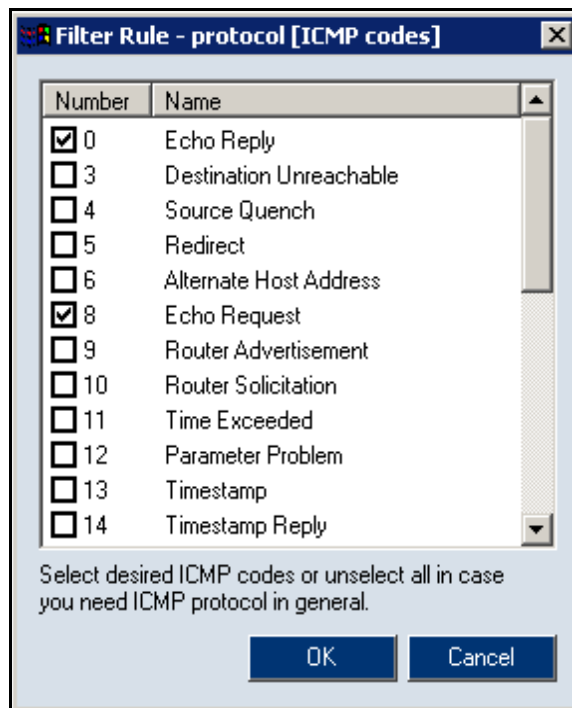 Filter Rule - protocol [ICMP codes]
Number Name
0 Echo Reply
3 Destination Unreachable
4 Source Quench
5 Redirect
6 Alternate Host Address
8 Echo Request
9 Router Advertisement
10 Router Solicitation
11 Time Exceeded
12 Parameter Problem
13 Timestamp
14 Timestamp Reply
Select desired ICMP codes or unselect all in case
you need ICMP protocol in general.
OK Cancel